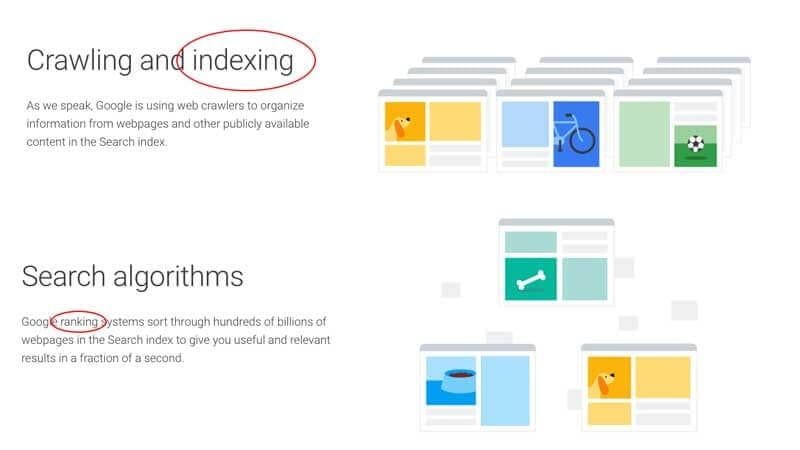 Crawling and indexing
As we speak, Google is using web crawlers to organize
information from webpages and other publicly available
content in the Search index.
Search algorithms
Google ranking systems sort through hundreds of billions of
webpages in the Search index to give you useful and relevant
results in a fraction of a second.